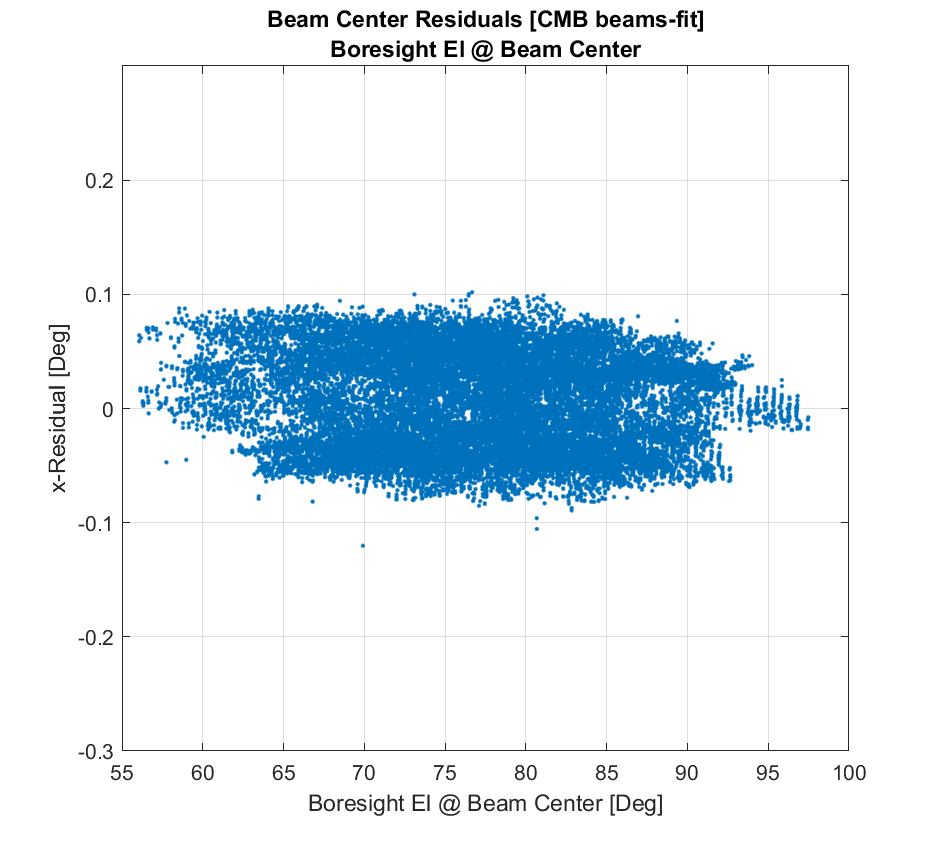 Beam Center Residuals [CMB beams-fit]
Boresight El @ Beam Center
0.2
0.1
0
-0.1
-0.2
-0.3
x-Residual [Deg]
55 60 65 70 75 80 85 90 95 100
Boresight El @ Beam Center [Deg]